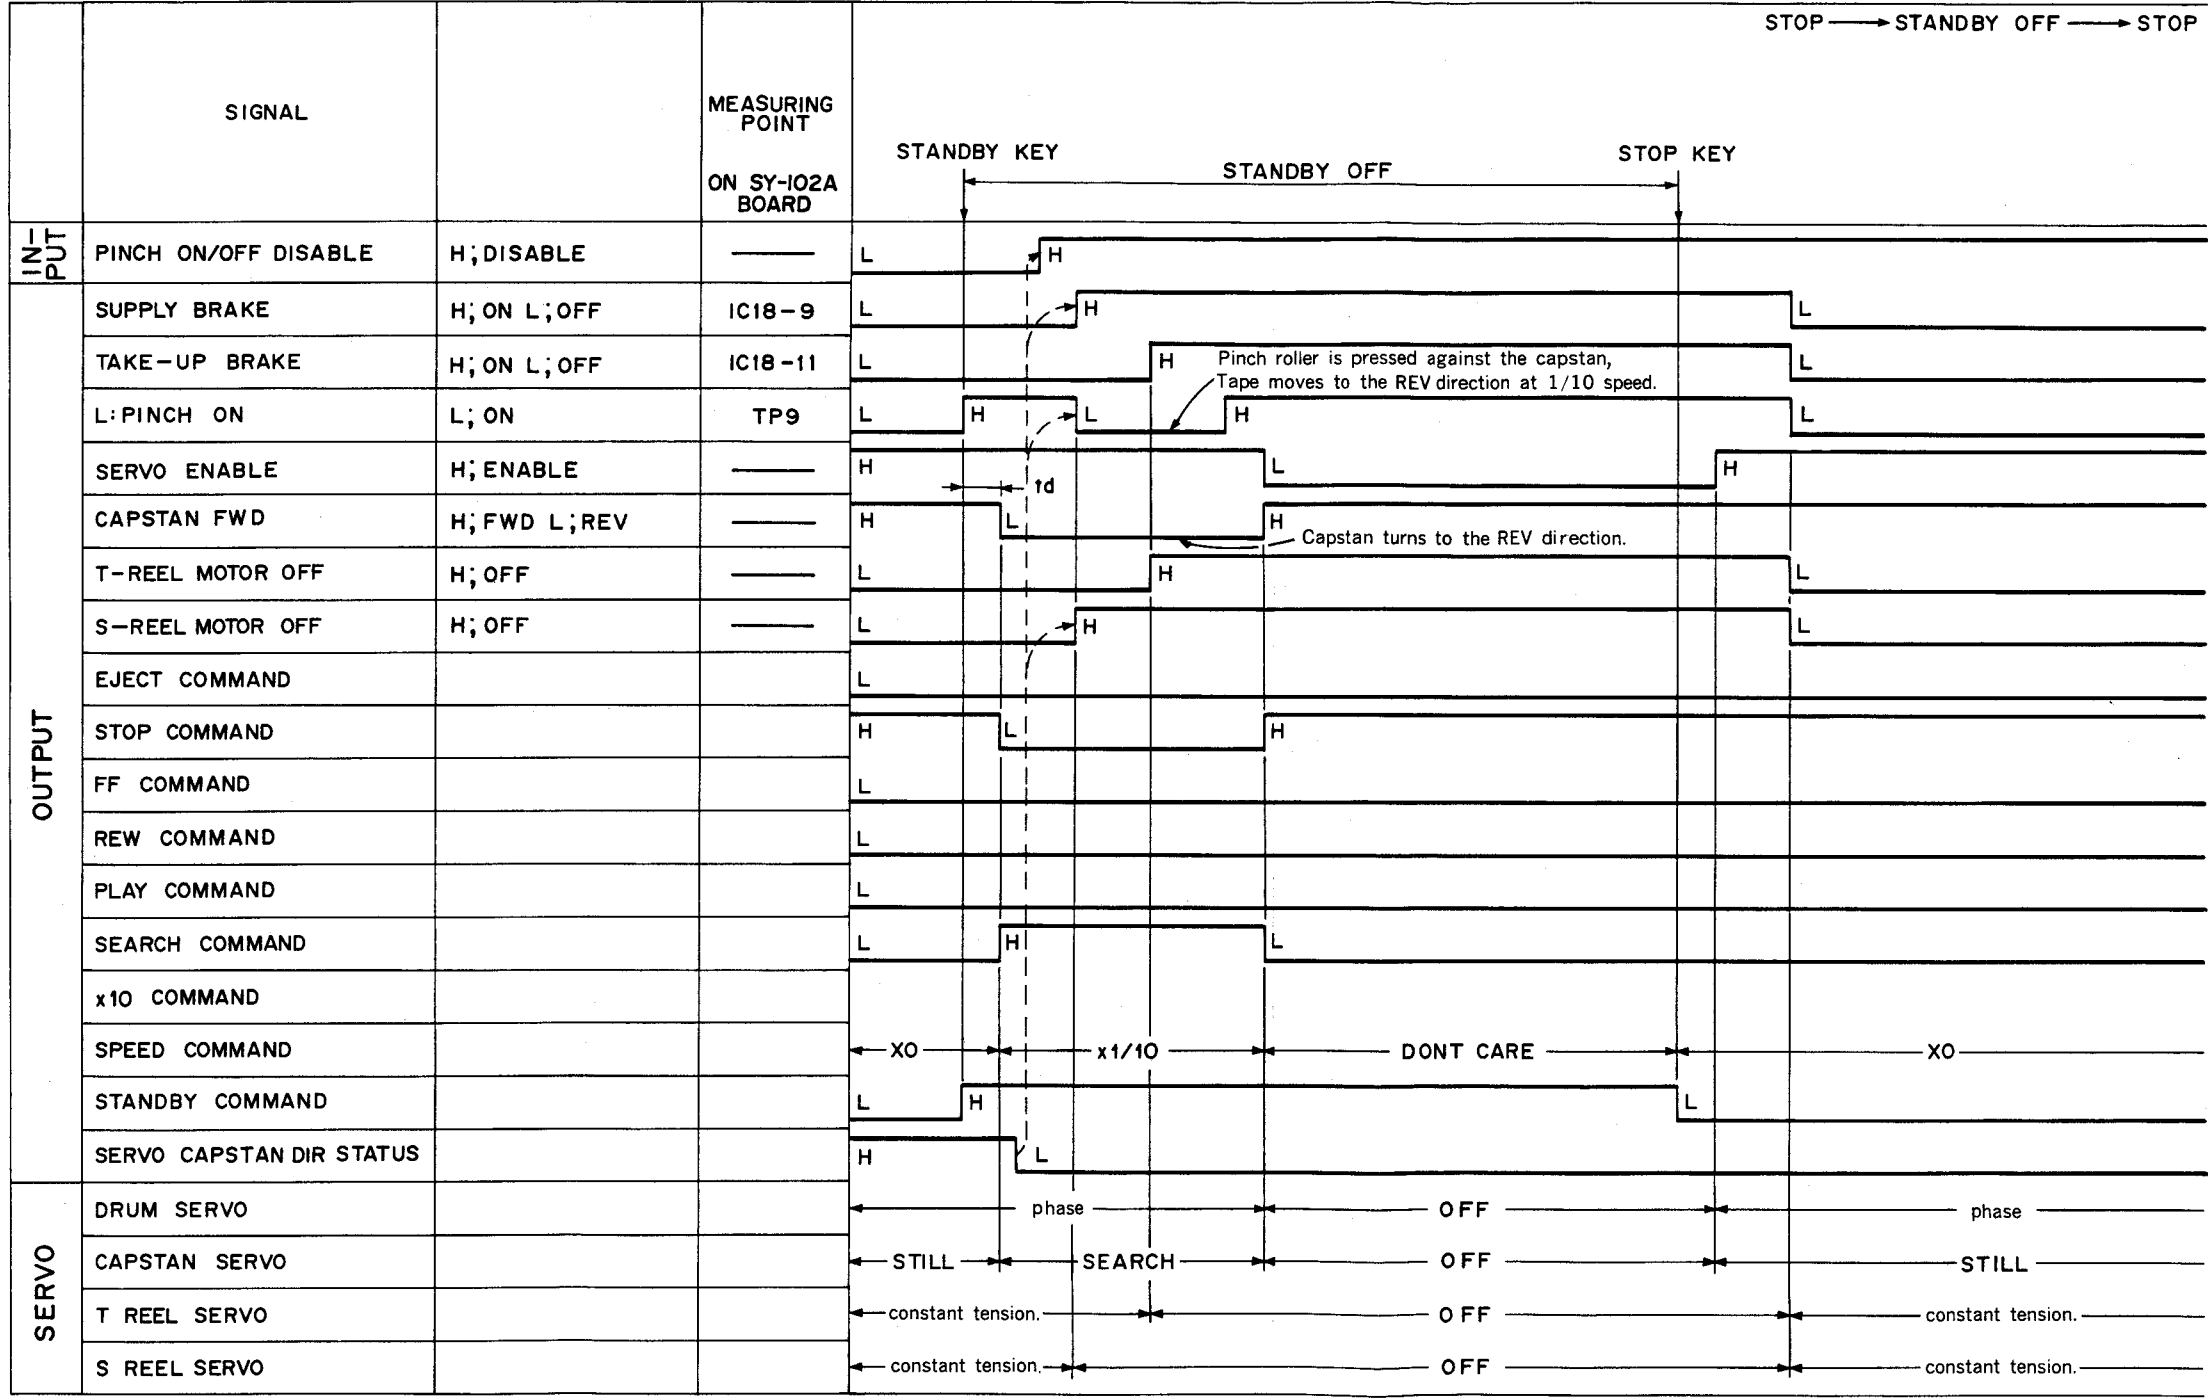 STOP → STANDBY OFF → STOP
SIGNAL
MEASURING
POINT
ON SY-102A
BOARD
STANDBY KEY
STANDBY OFF
STOP KEY
IN-
PUT
PINCH ON/OFF DISABLE H; DISABLE L H
OUTPUT
SUPPLY BRAKE H; ON L; OFF IC18-9 L H L
TAKE-UP BRAKE H; ON L; OFF IC18-11 L H L
Pinch roller is pressed against the capstan,
Tape moves to the REV direction at 1/10 speed.
L:PINCH ON L; ON TP9 L H L H L
SERVO ENABLE H; ENABLE H L H
td
CAPSTAN FWD H; FWD L; REV H L H
Capstan turns to the REV direction.
T-REEL MOTOR OFF H; OFF L H L
S-REEL MOTOR OFF H; OFF L H L
EJECT COMMAND L
STOP COMMAND H L H
FF COMMAND L
REW COMMAND L
PLAY COMMAND L
SEARCH COMMAND L H L
x10 COMMAND
SPEED COMMAND X0 x1/10 DONT CARE X0
STANDBY COMMAND L H L
SERVO CAPSTAN DIR STATUS H L
SERVO
DRUM SERVO phase OFF phase
CAPSTAN SERVO STILL SEARCH OFF STILL
T REEL SERVO constant tension. OFF constant tension.
S REEL SERVO constant tension. OFF constant tension.